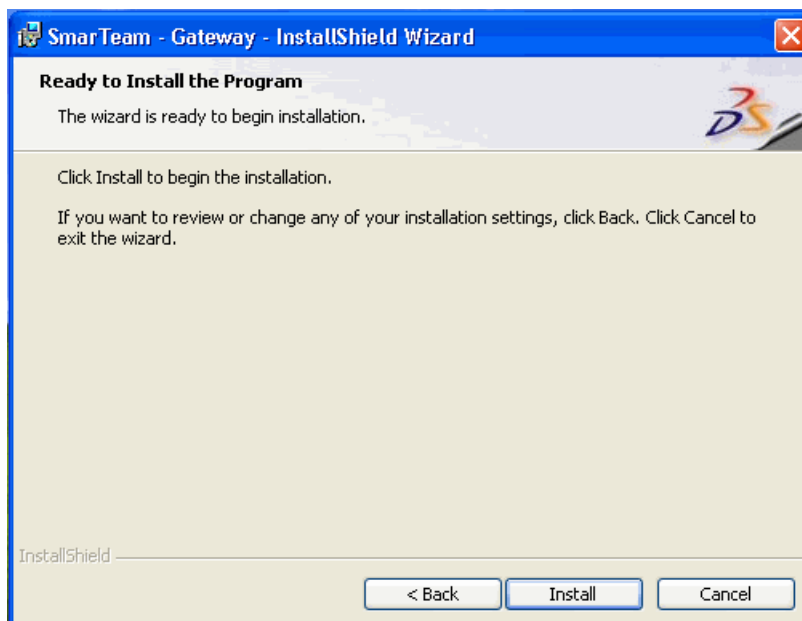 SmarTeam - Gateway - InstallShield Wizard
Ready to Install the Program
The wizard is ready to begin installation.
Click Install to begin the installation.
If you want to review or change any of your installation settings, click Back. Click Cancel to
exit the wizard.
InstallShield
< Back
Install
Cancel